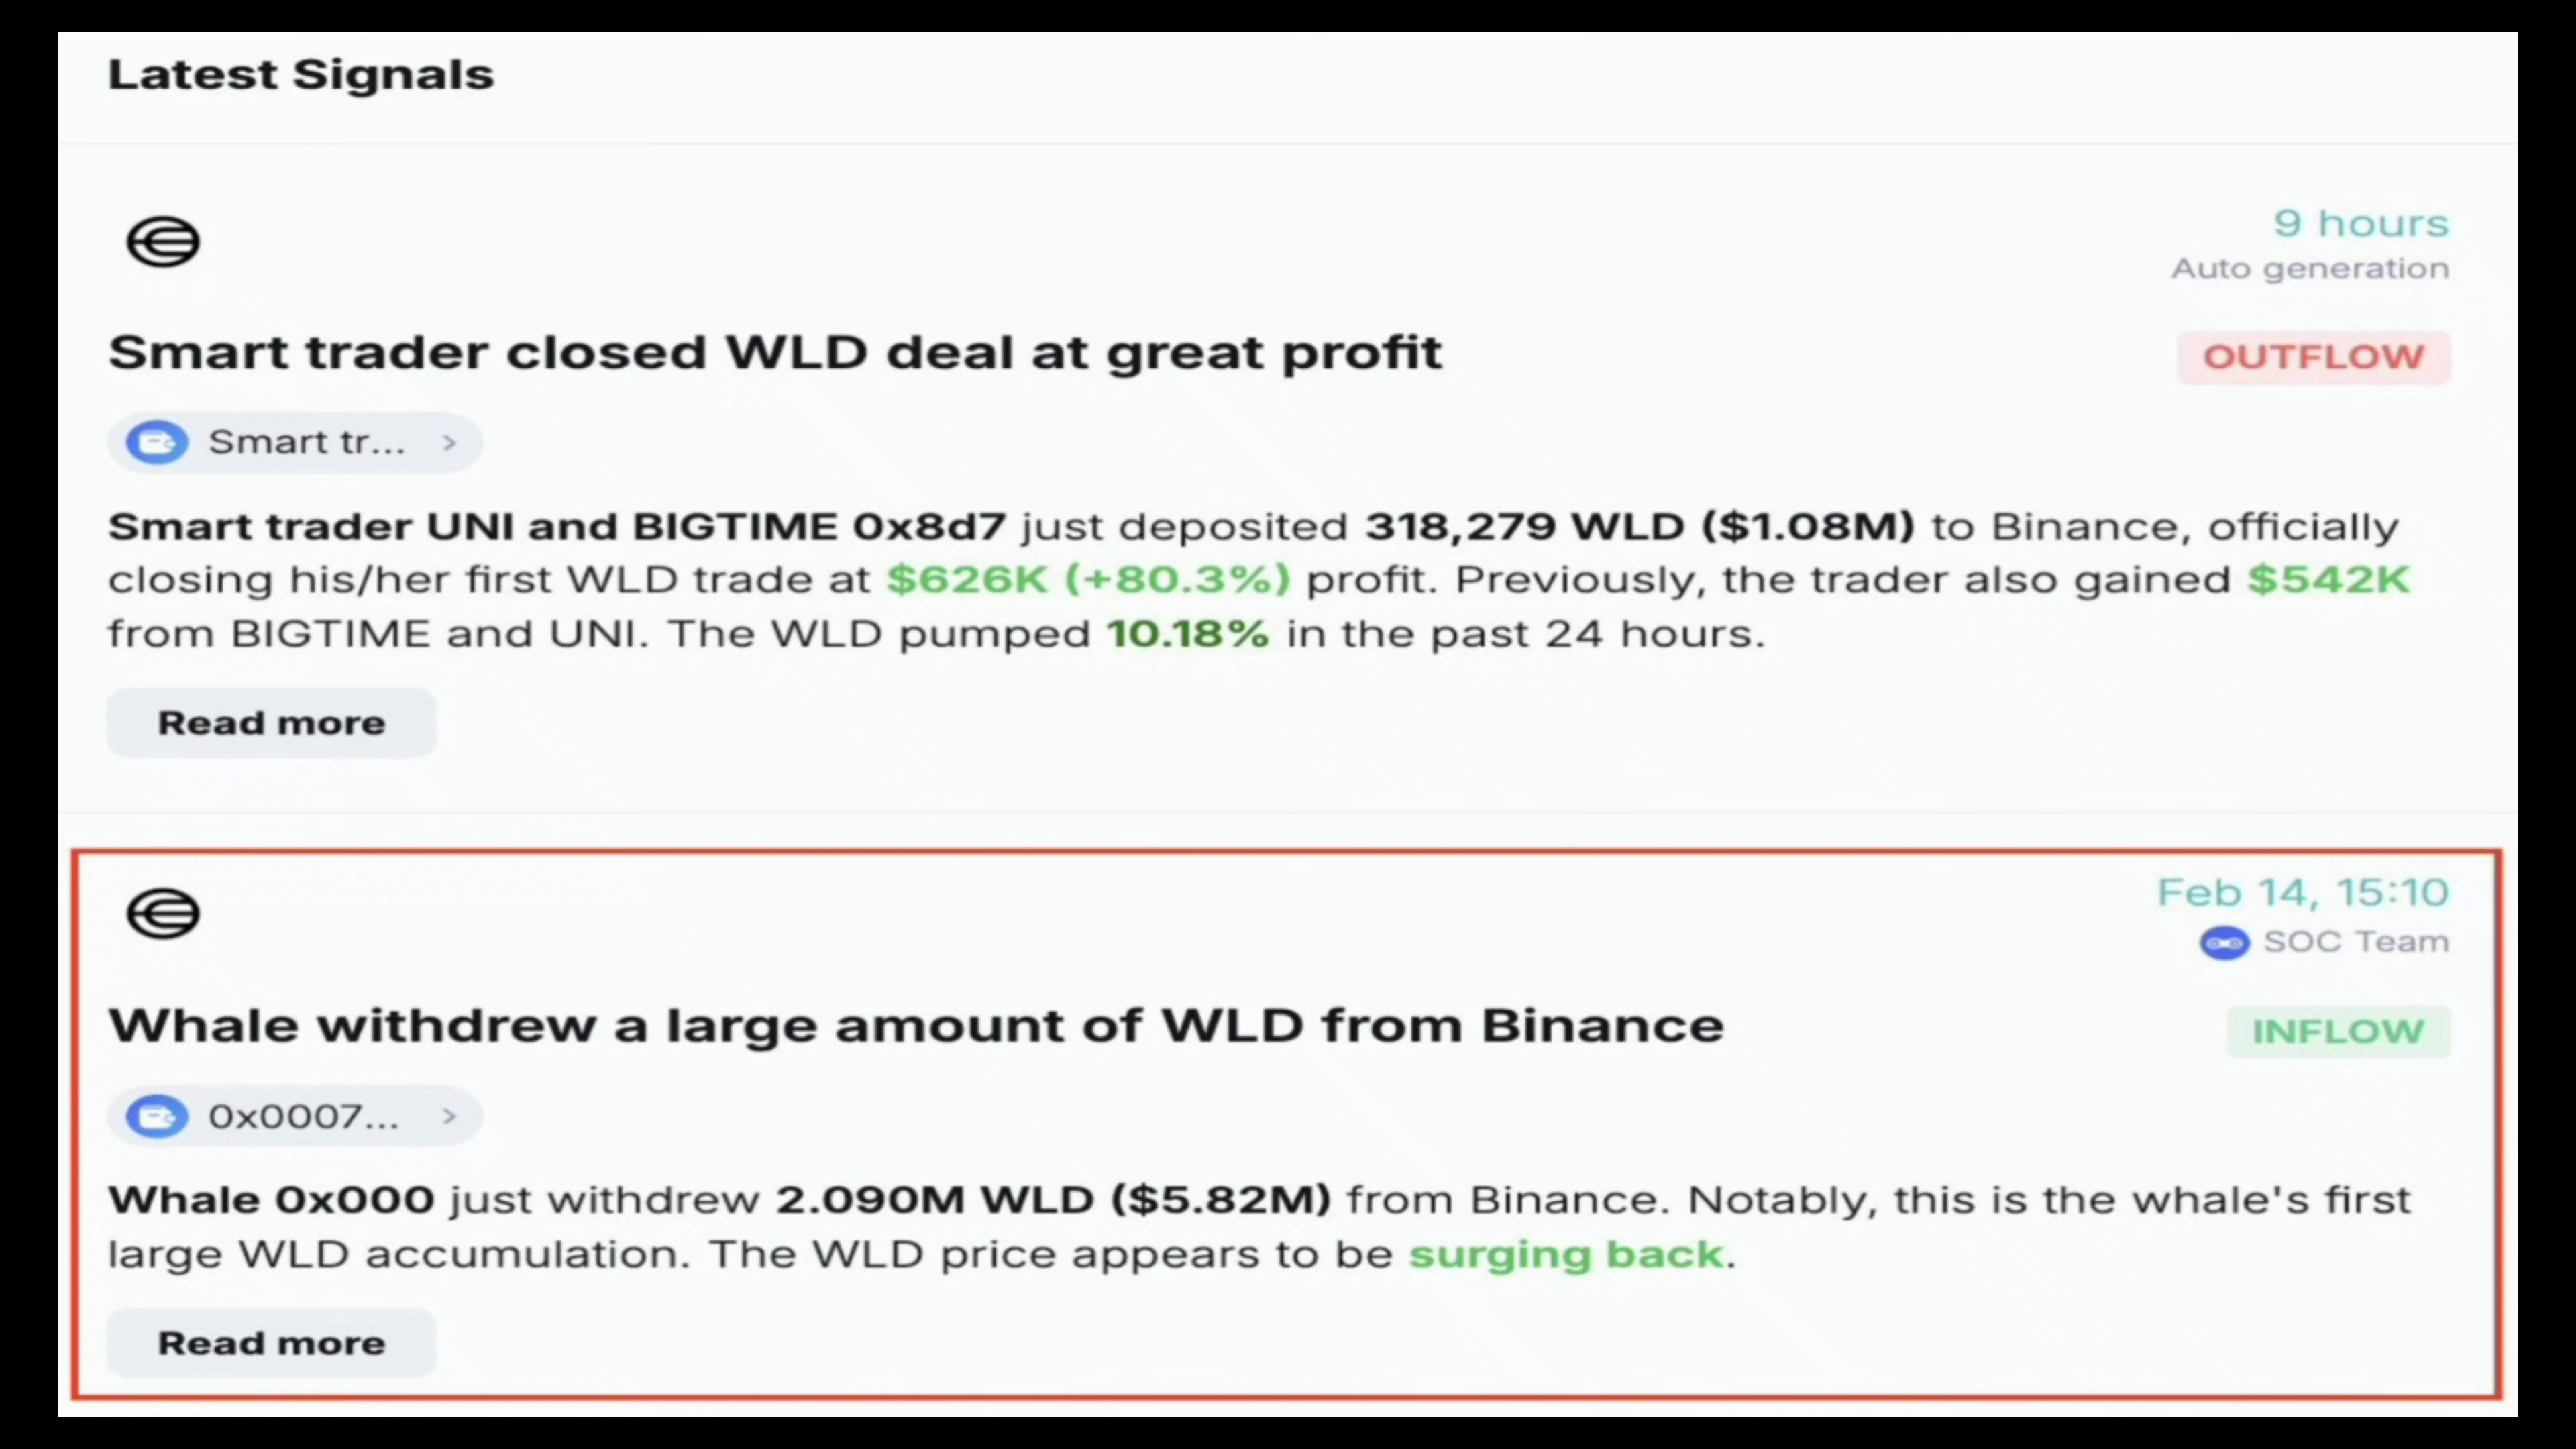 Latest Signals
9 hours
Auto generation
Smart trader closed WLD deal at great profit
OUTFLOW
Smart tr...
Smart trader UNI and BIGTIME 0x8d7 just deposited 318,279 WLD ($1.08M) to Binance, officially
closing his/her first WLD trade at $626K (+80.3%) profit. Previously, the trader also gained $542K
from BIGTIME and UNI. The WLD pumped 10.18% in the past 24 hours.
Read more
Feb 14, 15:10
SOC Team
Whale withdrew a large amount of WLD from Binance
INFLOW
0x0007...
Whale 0x000 just withdrew 2.090M WLD ($5.82M) from Binance. Notably, this is the whale's first
large WLD accumulation. The WLD price appears to be surging back.
Read more